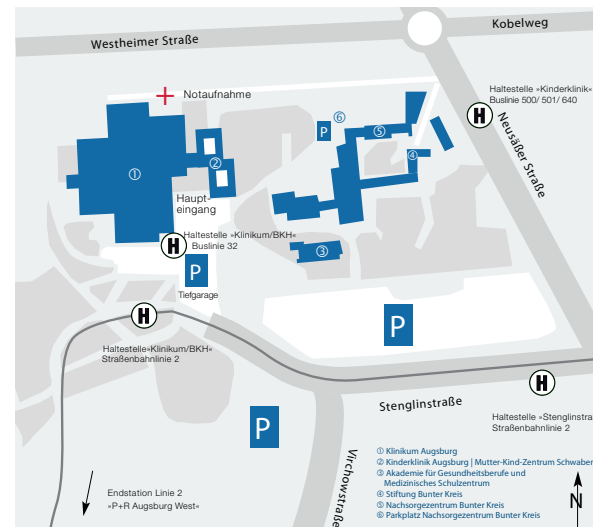 Kobelweg
Westheimer Straße
Notaufnahme
Haltestelle »Kinderklinik«
Buslinie 500/ 501/ 640
Neusäßer Straße
P
⑥
⑤
④
①
②
H
Haupt-
eingang
Haltestelle »Klinikum/BKH«
Buslinie 32
H
③
P
Tiefgarage
H
P
Haltestelle»Klinikum/BKH«
Straßenbahnlinie 2
H
Stenglinstraße
Haltestelle »Stenglinstra
Straßenbahnlinie 2
P
Virchowstraße
① Klinikum Augsburg
② Kinderklinik Augsburg | Mutter-Kind-Zentrum Schwaben
③ Akademie für Gesundheitsberufe und
Medizinisches Schulzentrum
④ Stiftung Bunter Kreis
⑤ Nachsorgezentrum Bunter Kreis
⑥ Parkplatz Nachsorgezentrum Bunter Kreis
N
Endstation Linie 2
»P+R Augsburg West«